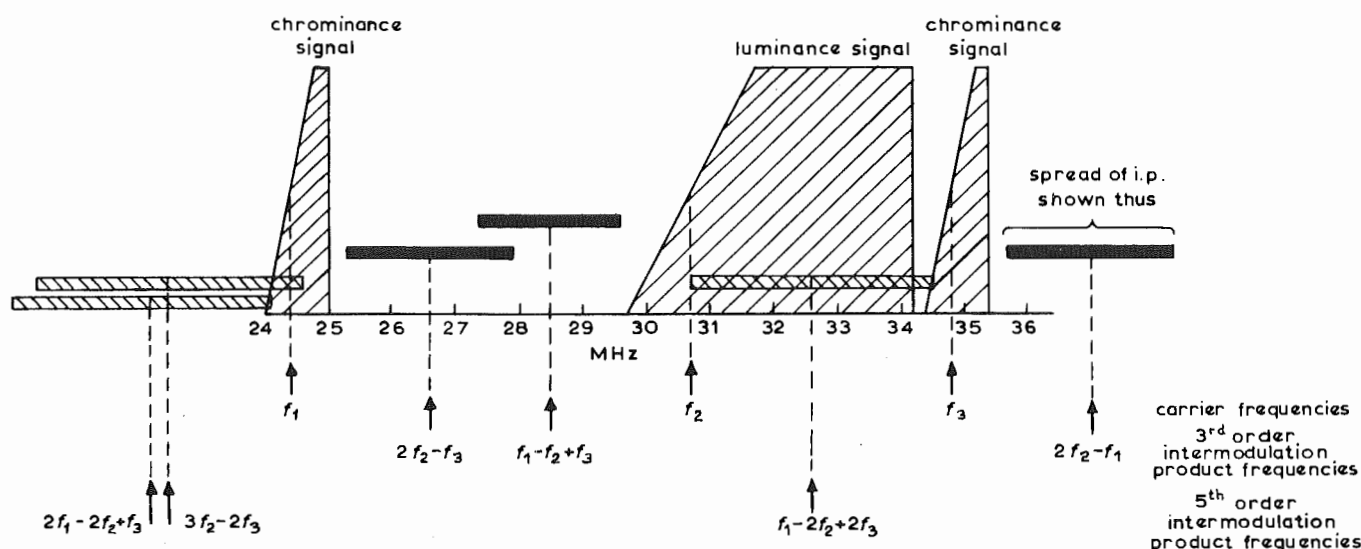 chrominance
signal
luminance signal
chrominance
signal
spread of i.p.
shown thus
24 25 26 27 28 29 30 31 32 33 34 35 36
MHz
f₁
f₂
f₃
carrier frequencies
2f₂-f₃
f₁-f₂+f₃
2f₂-f₁
3rd order
intermodulation
product frequencies
2f₁-2f₂+f₃
3f₂-2f₃
f₁-2f₂+2f₃
5th order
intermodulation
product frequencies